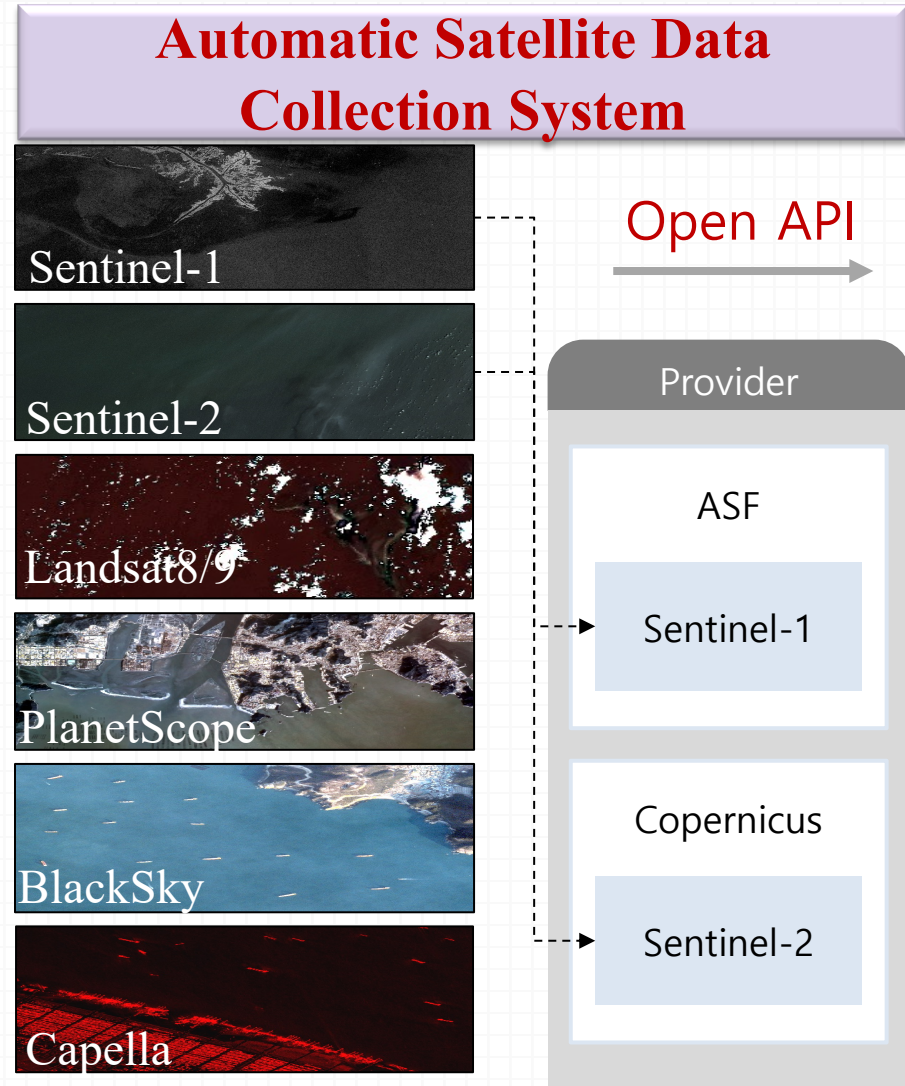 Automatic Satellite Data
Collection System
Sentinel-1
Sentinel-2
Landsat8/9
PlanetScope
BlackSky
Capella
Open API
Provider
ASF
Sentinel-1
Copernicus
Sentinel-2